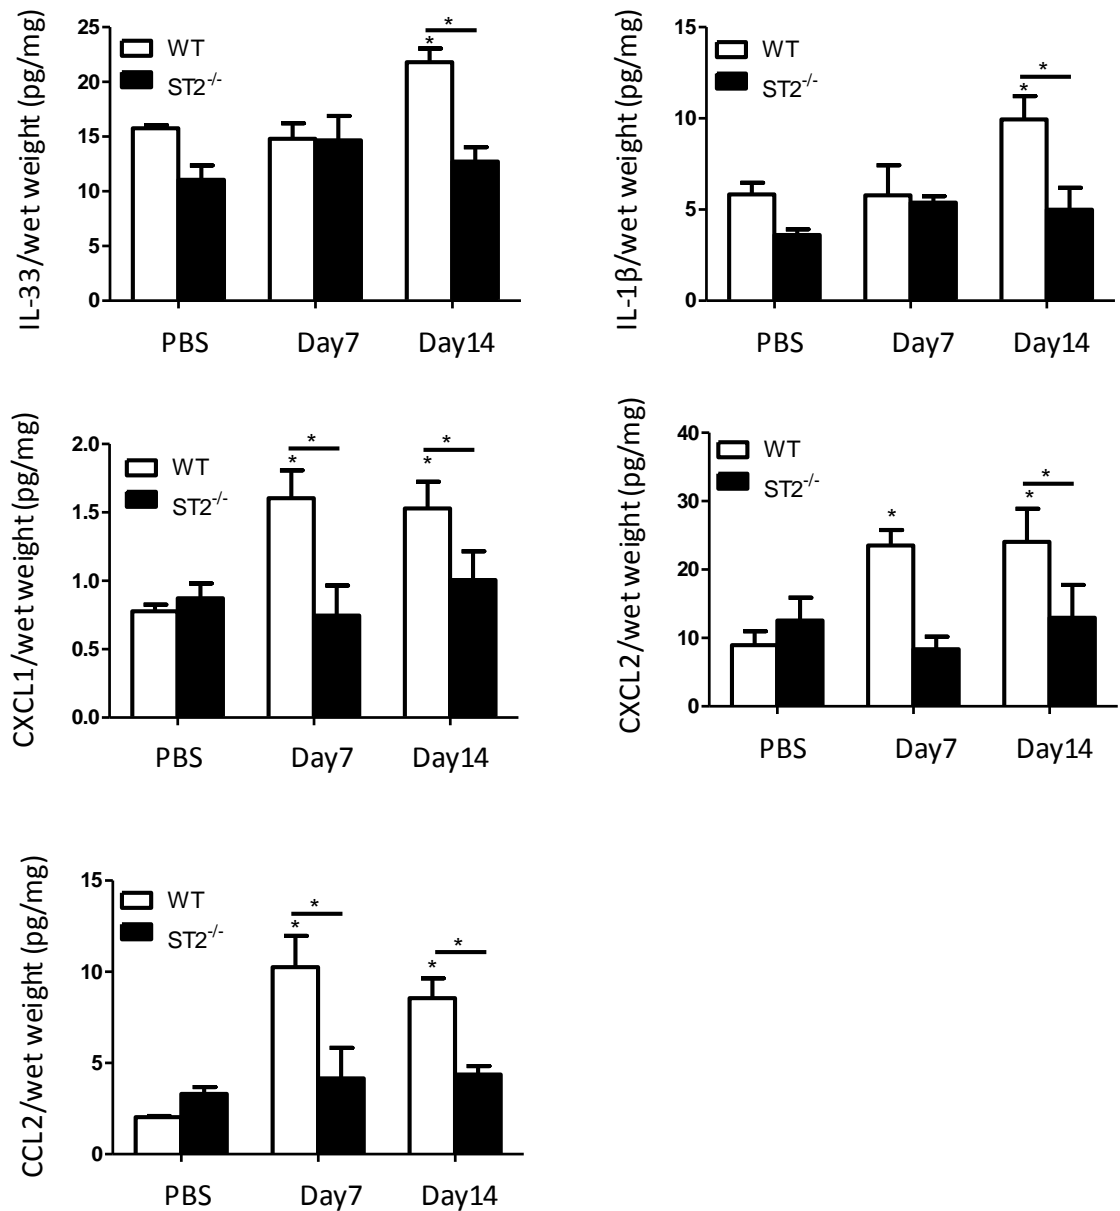 IL-33/wet weight (pg/mg)
25
20
15
10
5
0
WT
ST2-/-
*
*
PBS
Day7
Day14
IL-1β/wet weight (pg/mg)
15
10
5
0
WT
ST2-/-
*
*
PBS
Day7
Day14
CXCL1/wet weight (pg/mg)
2.0
1.5
1.0
0.5
0.0
WT
ST2-/-
*
*
*
*
PBS
Day7
Day14
CXCL2/wet weight (pg/mg)
40
30
20
10
0
WT
ST2-/-
*
*
*
PBS
Day7
Day14
CCL2/wet weight (pg/mg)
15
10
5
0
WT
ST2-/-
*
*
*
*
PBS
Day7
Day14